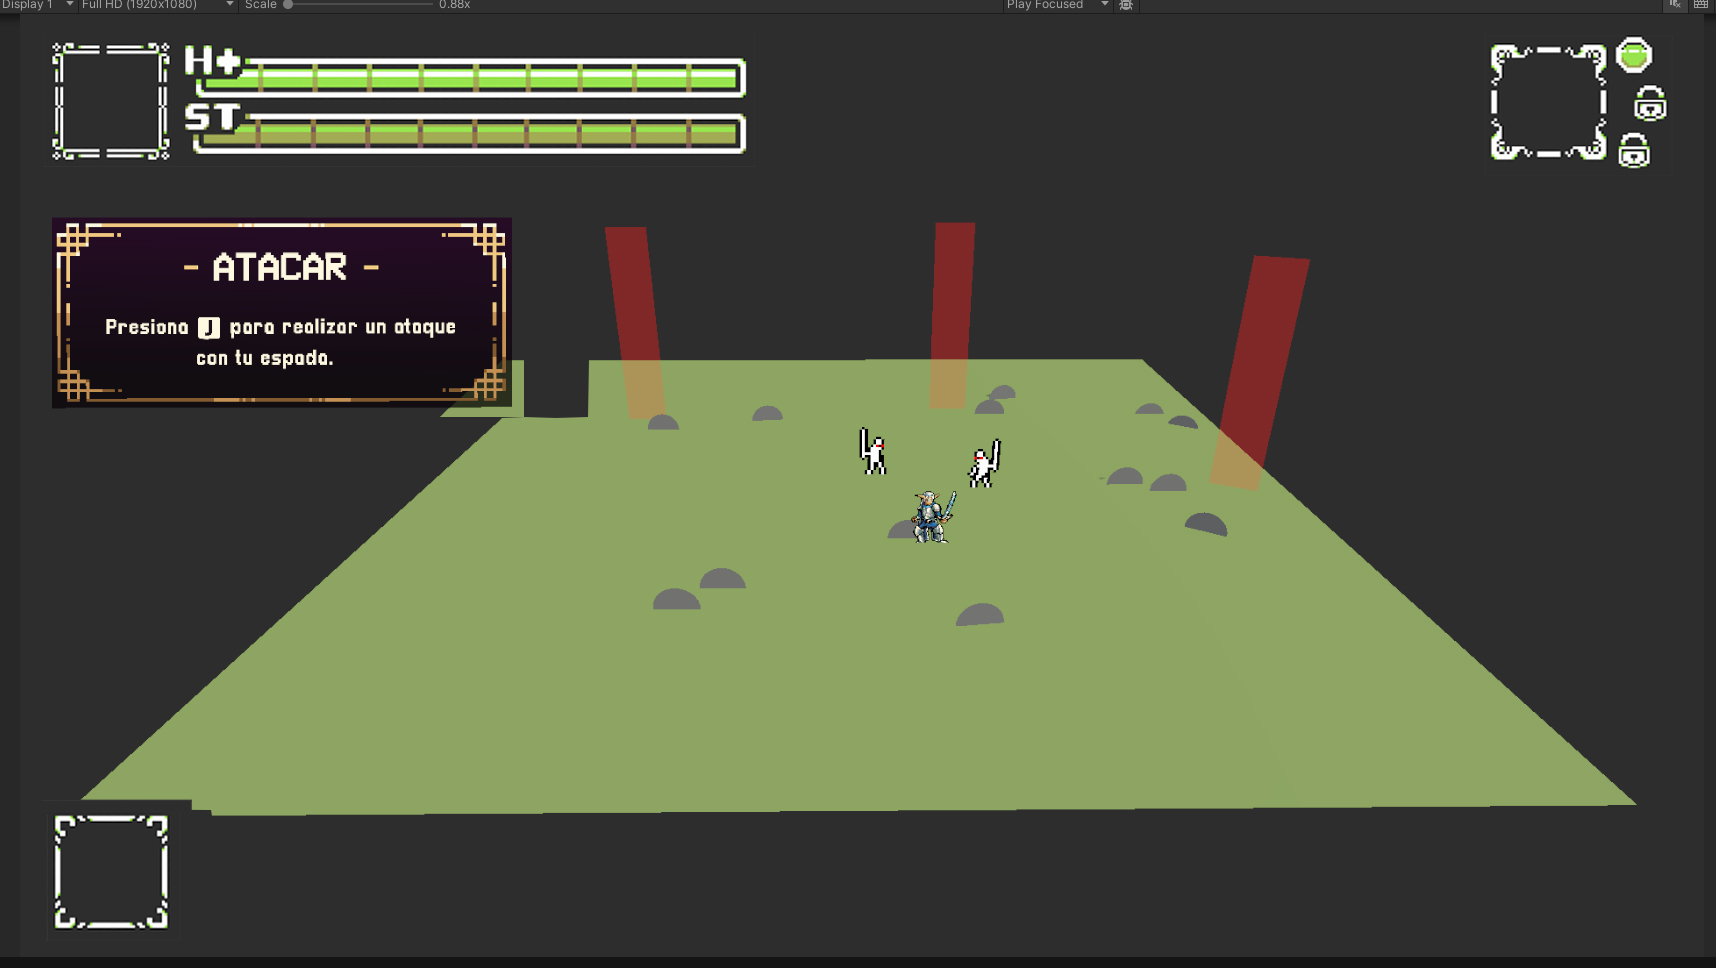 Display 1 Full HD (1920x1080) Scale 0.88x Play Focused
H+
ST
- ATACAR -
Presiona J para realizar un ataque
con tu espada.